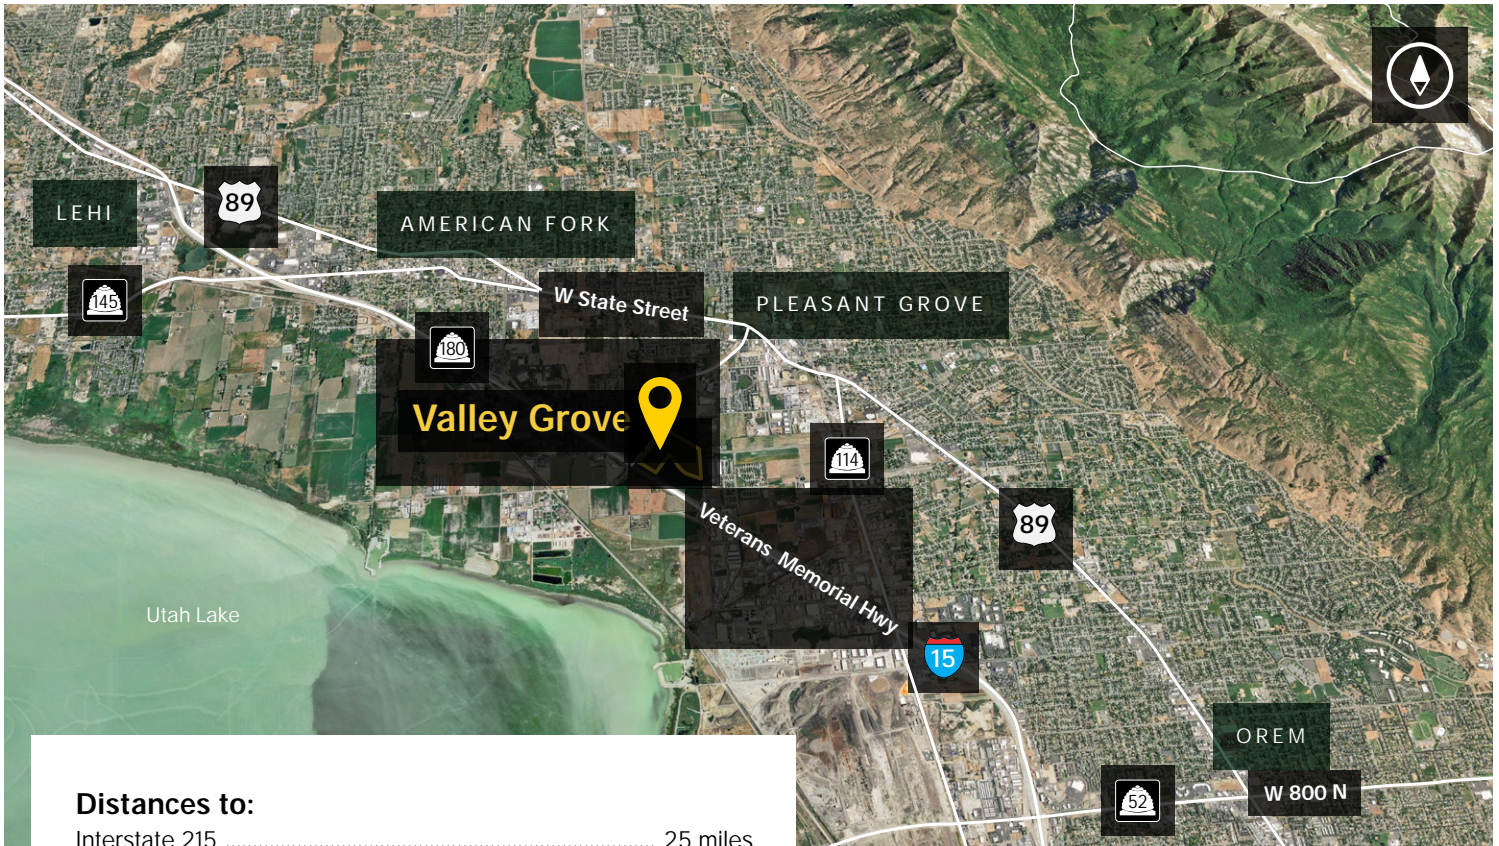 89
LEHI
AMERICAN FORK
145
W State Street
PLEASANT GROVE
180
Valley Grove
114
Veterans Memorial Hwy
89
Utah Lake
15
OREM
52
W 800 N
Distances to:
Interstate 215 25 miles